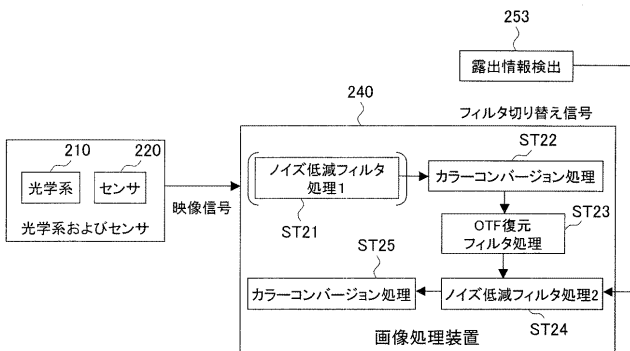 253
露出情報検出
240
フィルタ切り替え信号
210
220
光学系
センサ
光学系およびセンサ
映像信号
ノイズ低減フィルタ
処理1
ST21
ST22
カラーコンバージョン処理
ST23
OTF復元
フィルタ処理
ST25
カラーコンバージョン処理
ノイズ低減フィルタ処理2
ST24
画像処理装置